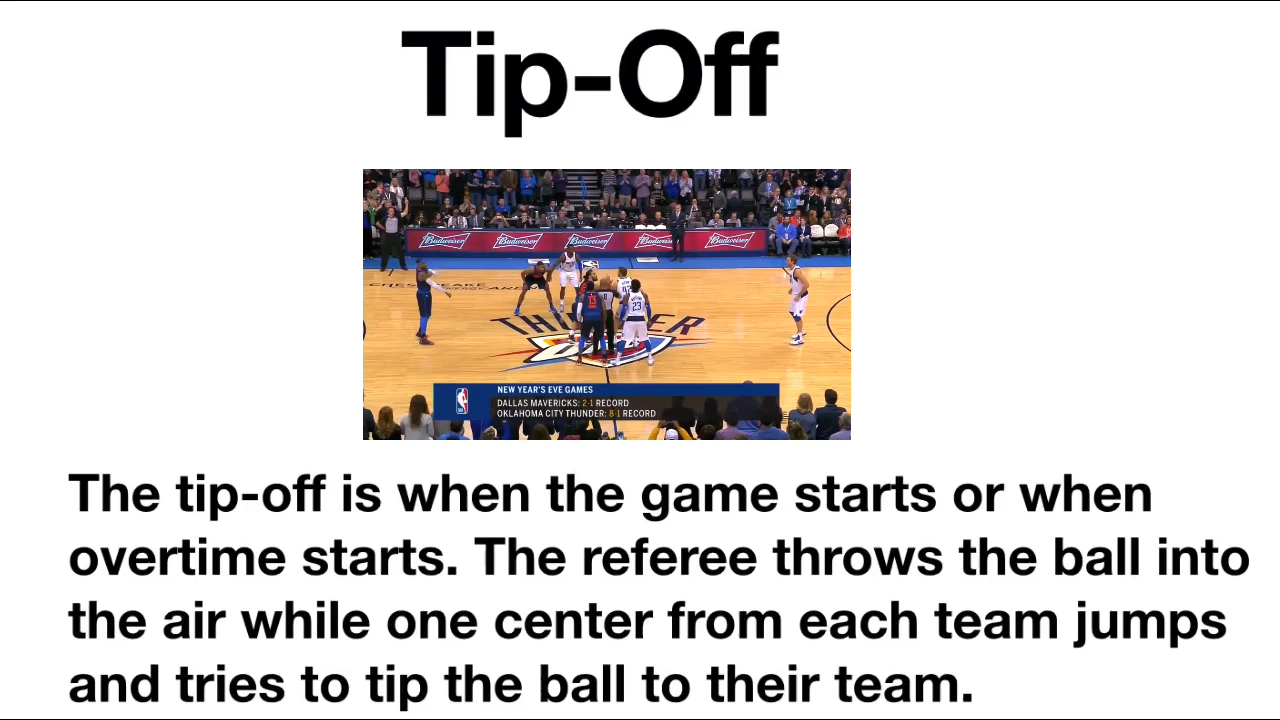 Tip-Off
Budweiser Budweiser Budweiser Budweiser Budweiser
13
23
NEW YEAR'S EVE GAMES
DALLAS MAVERICKS: 2-1 RECORD
OKLAHOMA CITY THUNDER: 8-1 RECORD
The tip-off is when the game starts or when
overtime starts. The referee throws the ball into
the air while one center from each team jumps
and tries to tip the ball to their team.